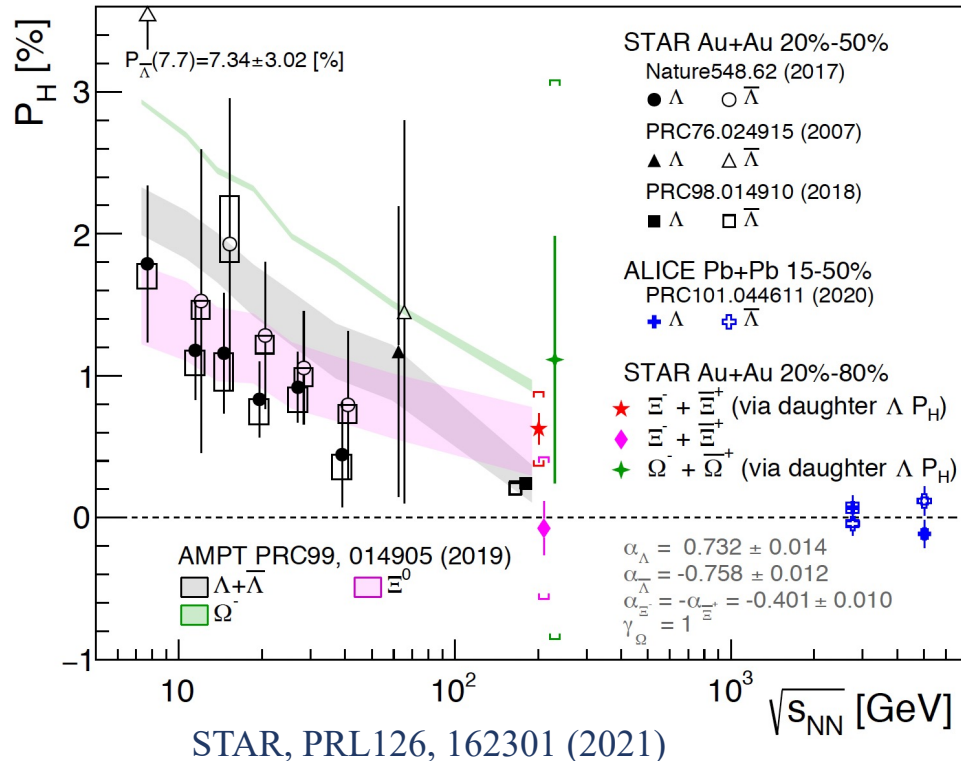 P_H [%]
3
2
1
0
−1
P_Λ̅(7.7)=7.34±3.02 [%]
STAR Au+Au 20%-50%
Nature548.62 (2017)
Λ Λ̅
PRC76.024915 (2007)
Λ Λ̅
PRC98.014910 (2018)
Λ Λ̅
ALICE Pb+Pb 15-50%
PRC101.044611 (2020)
Λ Λ̅
STAR Au+Au 20%-80%
Ξ⁻ + Ξ̅⁺ (via daughter Λ P_H)
Ξ⁻ + Ξ̅⁺
Ω⁻ + Ω̅⁺ (via daughter Λ P_H)
AMPT PRC99, 014905 (2019)
Λ+Λ̅ Ξ⁰
Ω⁻
α_Λ = 0.732 ± 0.014
α_Λ̅ = -0.758 ± 0.012
α_Ξ⁻ = -α_Ξ̅⁺ = -0.401 ± 0.010
γ_Ω = 1
10 10² 10³
√s_NN [GeV]
STAR, PRL126, 162301 (2021)